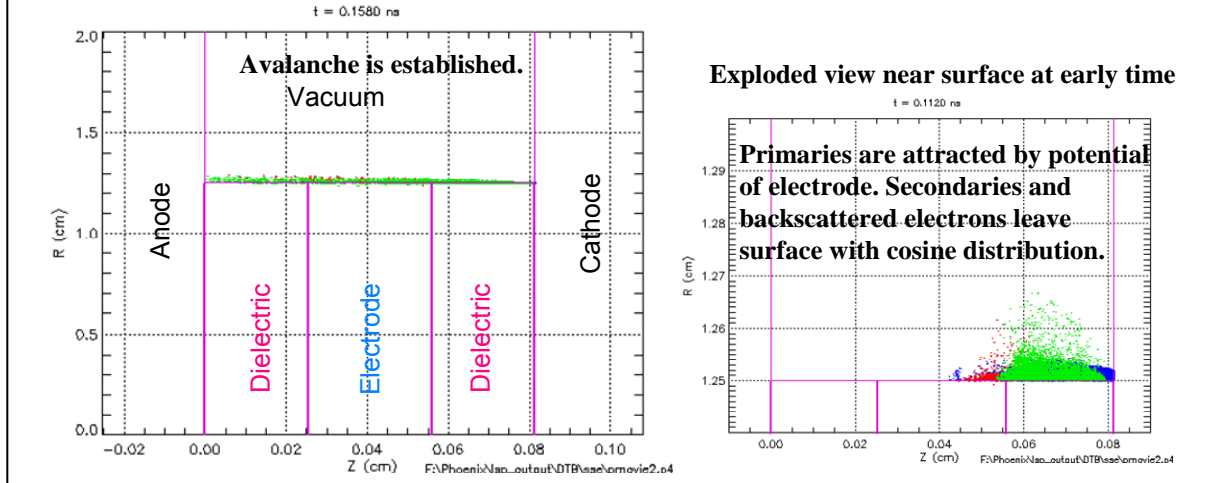 t = 0.1580 ns
2.0
Avalanche is established.
Vacuum
1.5
R (cm)
1.0
0.5
0.0
Anode
Cathode
Dielectric
Electrode
Dielectric
-0.02
0.00
0.02
0.04
0.06
0.08
0.10
Z (cm)
F:\Phoenix\lsp_output\DTB\sse\pmovie2.p4
Exploded view near surface at early time
t = 0.1120 ns
Primaries are attracted by potential
of electrode. Secondaries and
backscattered electrons leave
surface with cosine distribution.
1.29
1.28
1.27
R (cm)
1.26
1.25
0.00
0.02
0.04
0.06
0.08
Z (cm)
F:\Phoenix\lsp_output\DTB\sse\pmovie2.p4